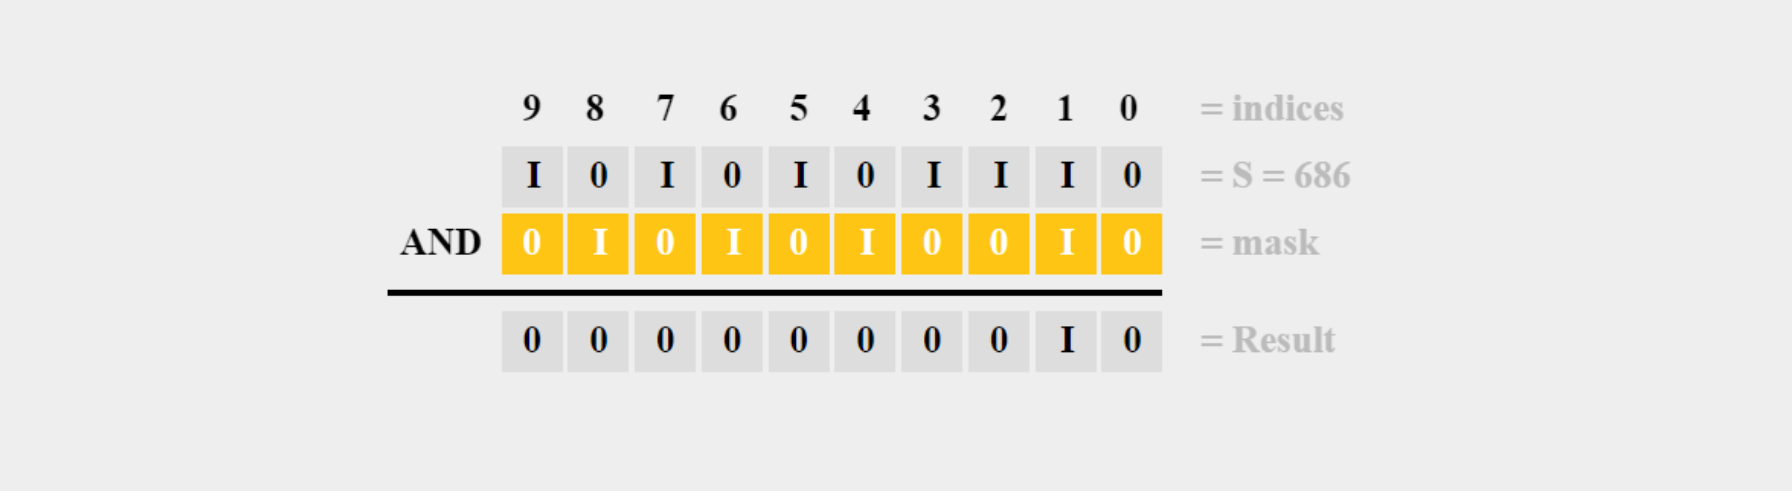 9 8 7 6 5 4 3 2 1 0 = indices
I 0 I 0 I 0 I I I 0 = S = 686
AND 0 I 0 I 0 I 0 0 I 0 = mask
0 0 0 0 0 0 0 0 I 0 = Result